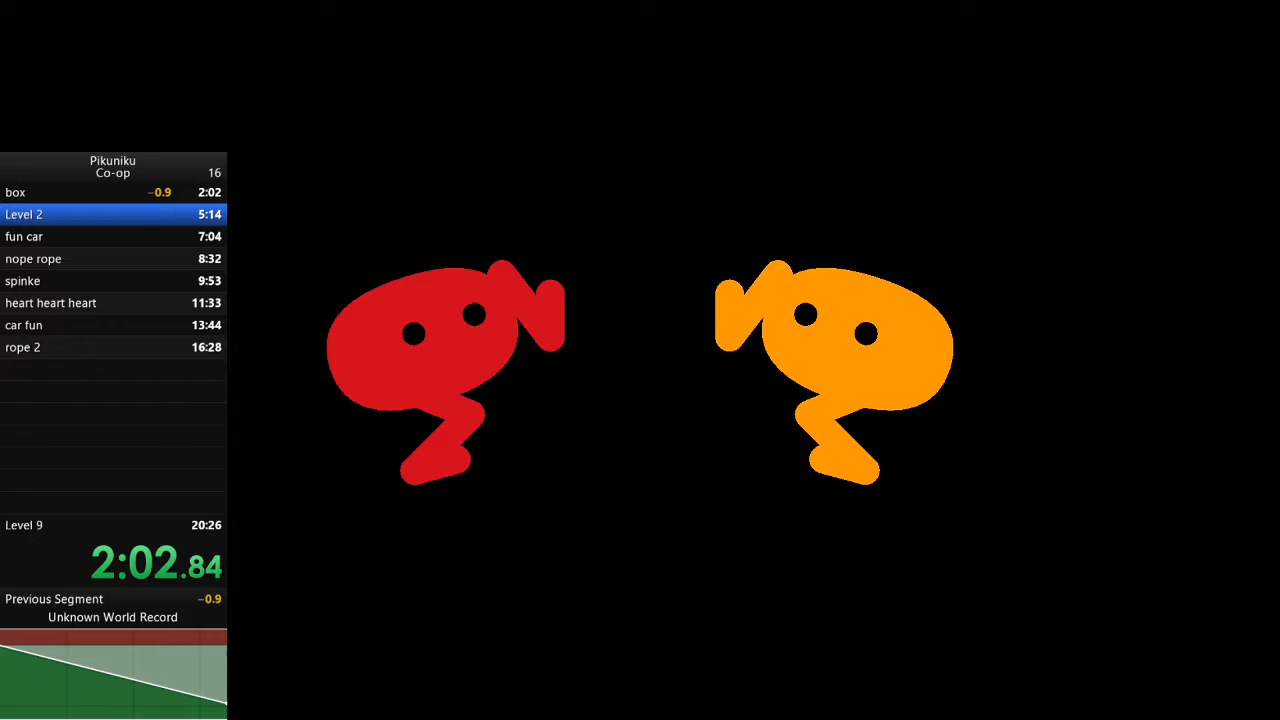 Pikuniku
Co-op 16
box −0.9 2:02
Level 2 5:14
fun car 7:04
nope rope 8:32
spinke 9:53
heart heart heart 11:33
car fun 13:44
rope 2 16:28
Level 9 20:26
2:02.84
Previous Segment −0.9
Unknown World Record